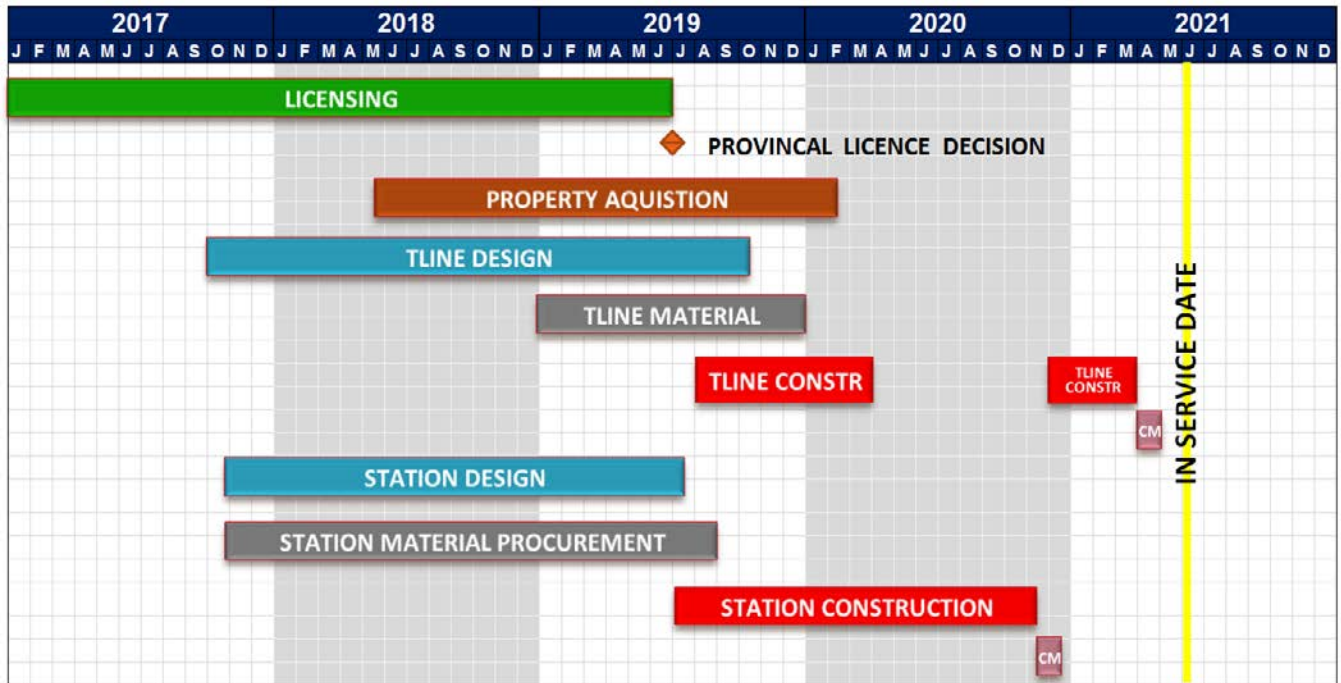 2017 2018 2019 2020 2021
J F M A M J J A S O N D J F M A M J J A S O N D J F M A M J J A S O N D J F M A M J J A S O N D J F M A M J J A S O N D
LICENSING
PROVINCAL LICENCE DECISION
PROPERTY AQUISTION
TLINE DESIGN
TLINE MATERIAL
TLINE CONSTR
TLINE
CONSTR
CM
IN SERVICE DATE
STATION DESIGN
STATION MATERIAL PROCUREMENT
STATION CONSTRUCTION
CM